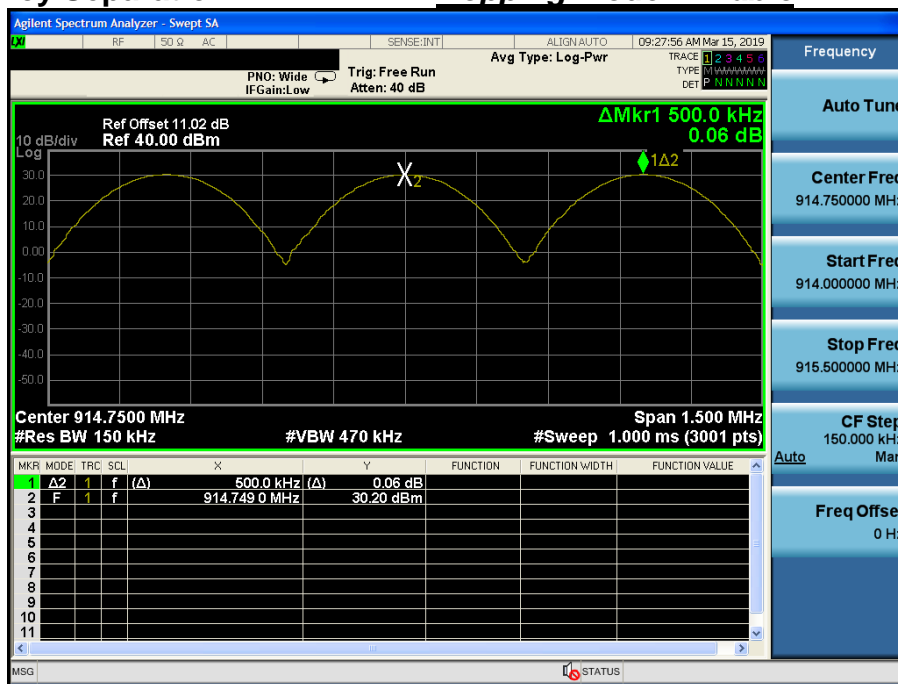 Agilent Spectrum Analyzer - Swept SA
LXI RF 50 Ω AC SENSE:INT ALIGN AUTO 09:27:56 AM Mar 15, 2019
Frequency
PNO: Wide Trig: Free Run Avg Type: Log-Pwr TRACE 1 2 3 4 5 6
IFGain:Low Atten: 40 dB TYPE M
DET P N N N N N
Auto Tune
ΔMkr1 500.0 kHz
0.06 dB
Ref Offset 11.02 dB
10 dB/div Ref 40.00 dBm
Log
1Δ2
X2
30.0
20.0
10.0
0.00
-10.0
-20.0
-30.0
-40.0
-50.0
Center Freq
914.750000 MHz
Start Freq
914.000000 MHz
Stop Freq
915.500000 MHz
Center 914.7500 MHz Span 1.500 MHz
#Res BW 150 kHz #VBW 470 kHz #Sweep 1.000 ms (3001 pts)
CF Step
150.000 kHz
Auto Man
MKR MODE TRC SCL X Y FUNCTION FUNCTION WIDTH FUNCTION VALUE
1 Δ2 1 f (Δ) 500.0 kHz (Δ) 0.06 dB
2 F 1 f 914.749 0 MHz 30.20 dBm
3
4
5
6
7
8
9
10
11
Freq Offset
0 Hz
MSG STATUS